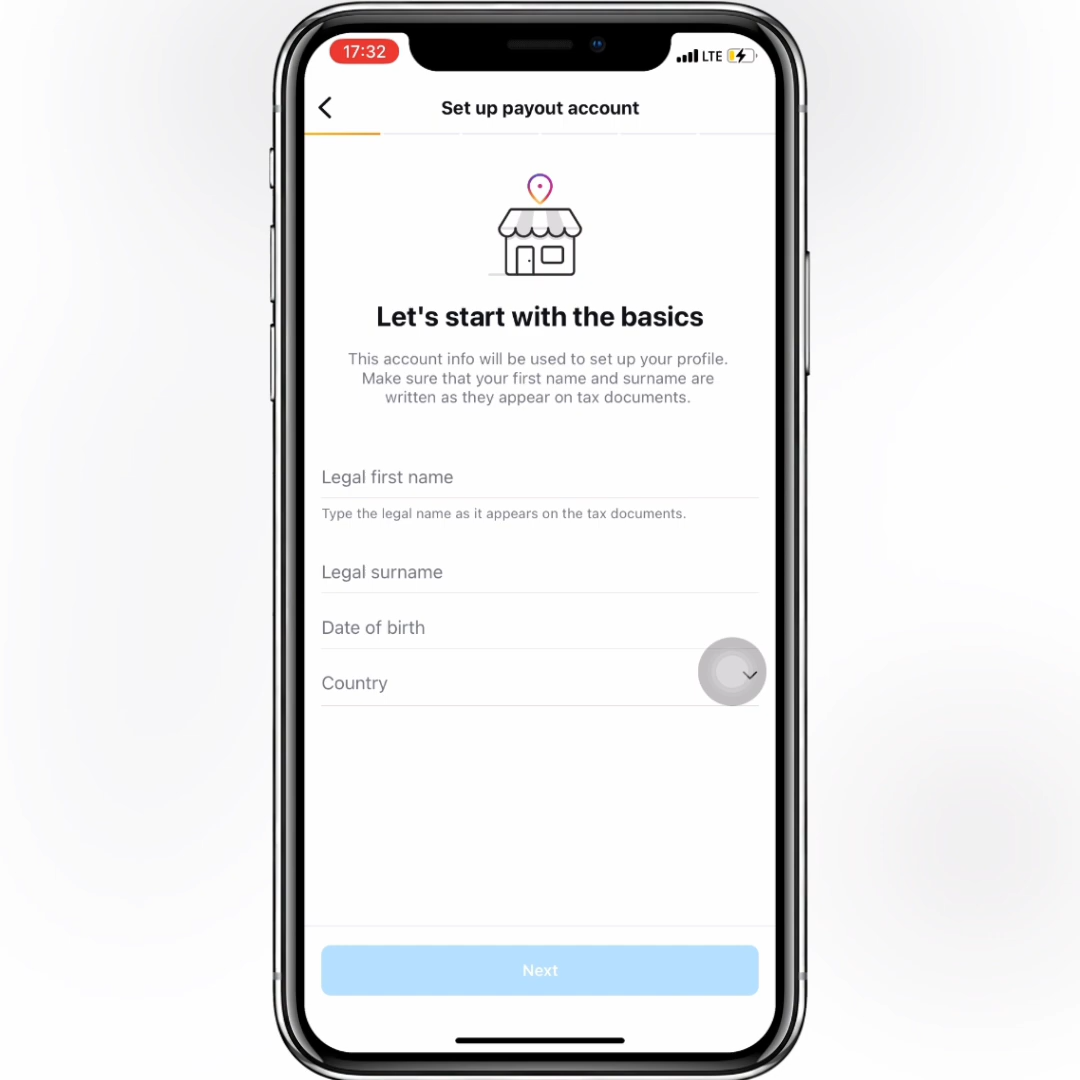 17:32
LTE
Set up payout account
Let's start with the basics
This account info will be used to set up your profile.
Make sure that your first name and surname are
written as they appear on tax documents.
Legal first name
Type the legal name as it appears on the tax documents.
Legal surname
Date of birth
Country
Next